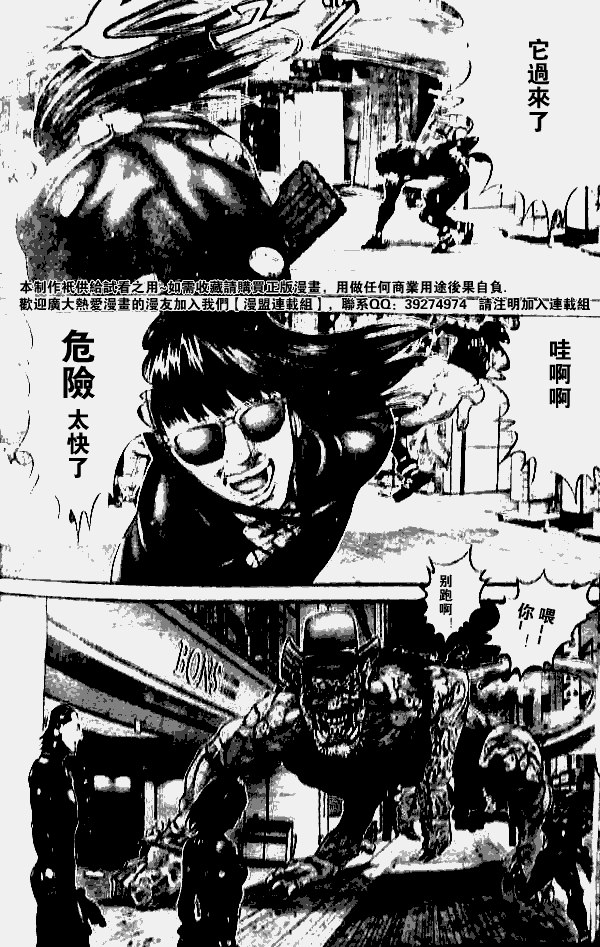 它過來了
本制作衹供給試看之用~如需收藏請購買正版漫畫，用做任何商業用途後果自負.
歡迎廣大熱愛漫畫的漫友加入我們【漫盟連載組】，聯系QQ：39274974 請注明加入連載組
哇啊啊
危險
太快了
喂—
你—！
别跑啊！
BONS